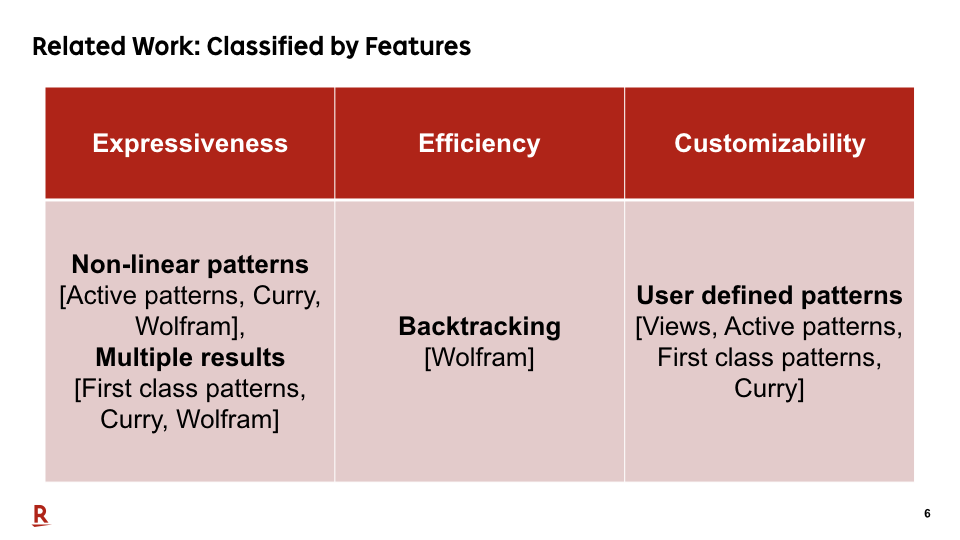 Related Work: Classified by Features
Expressiveness
Efficiency
Customizability
Non-linear patterns
[Active patterns, Curry,
Wolfram],
Multiple results
[First class patterns,
Curry, Wolfram]
Backtracking
[Wolfram]
User defined patterns
[Views, Active patterns,
First class patterns,
Curry]
R
6